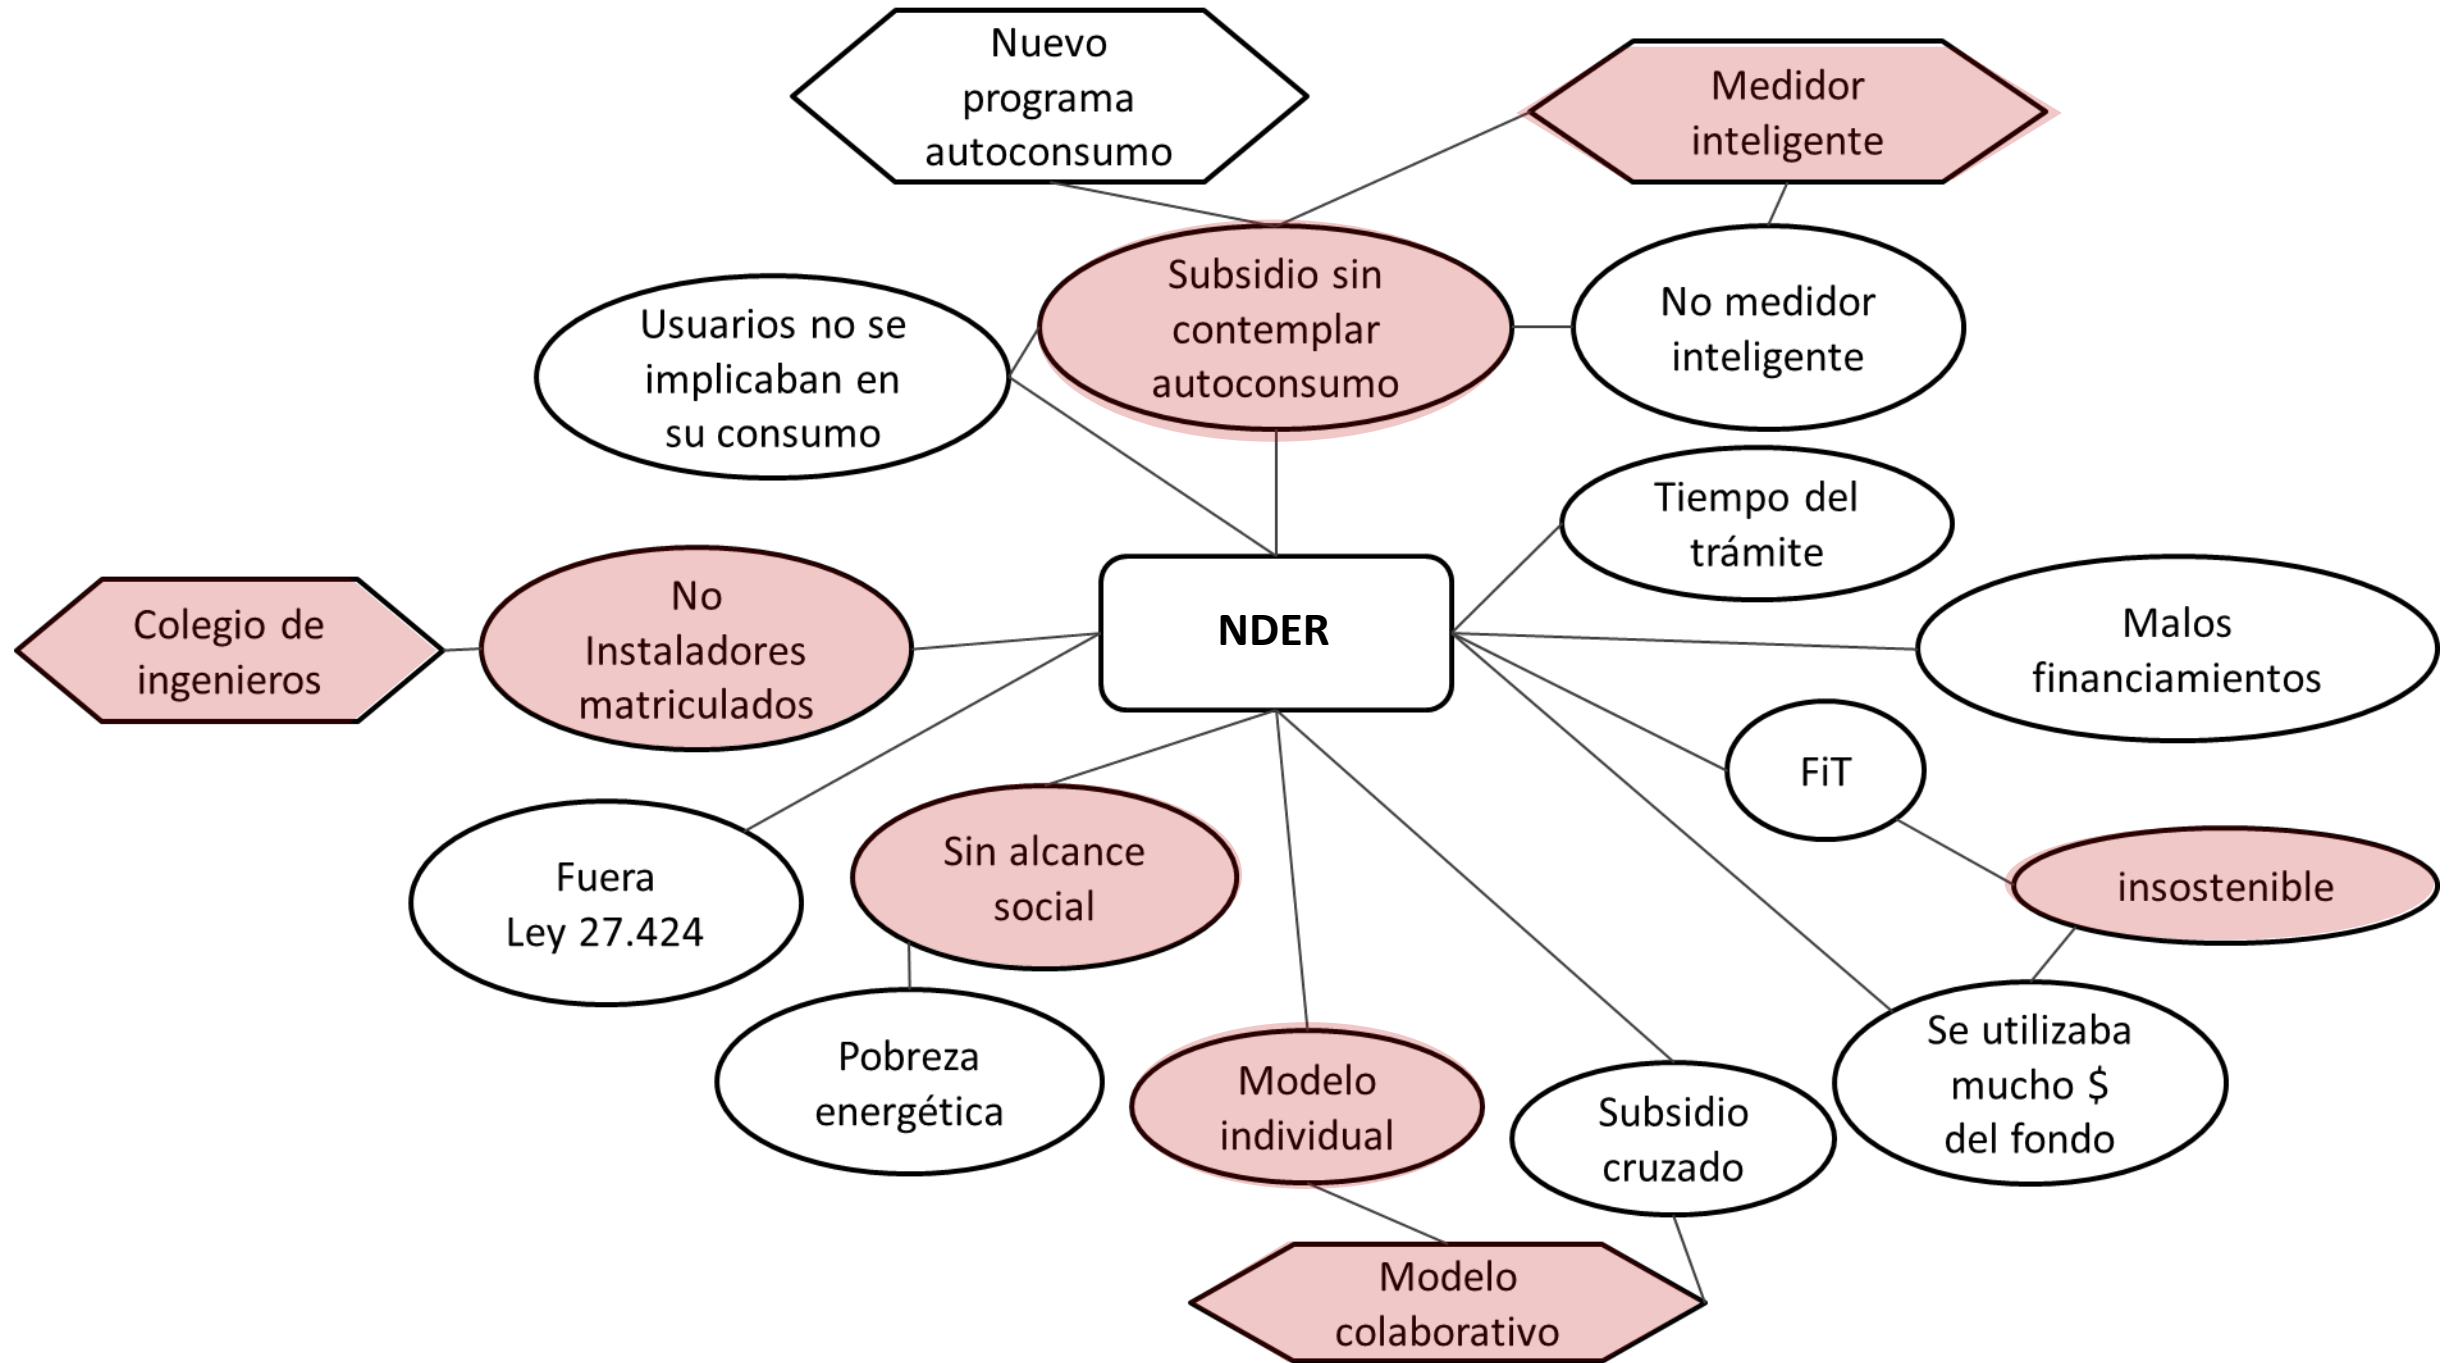 Nuevo
programa
autoconsumo
Medidor
inteligente
Subsidio sin
contemplar
autoconsumo
No medidor
inteligente
Usuarios no se
implicaban en
su consumo
Tiempo del
trámite
NDER
Malos
financiamientos
No
Instaladores
matriculados
Colegio de
ingenieros
FiT
insostenible
Fuera
Ley 27.424
Sin alcance
social
Pobreza
energética
Modelo
individual
Subsidio
cruzado
Se utilizaba
mucho $
del fondo
Modelo
colaborativo